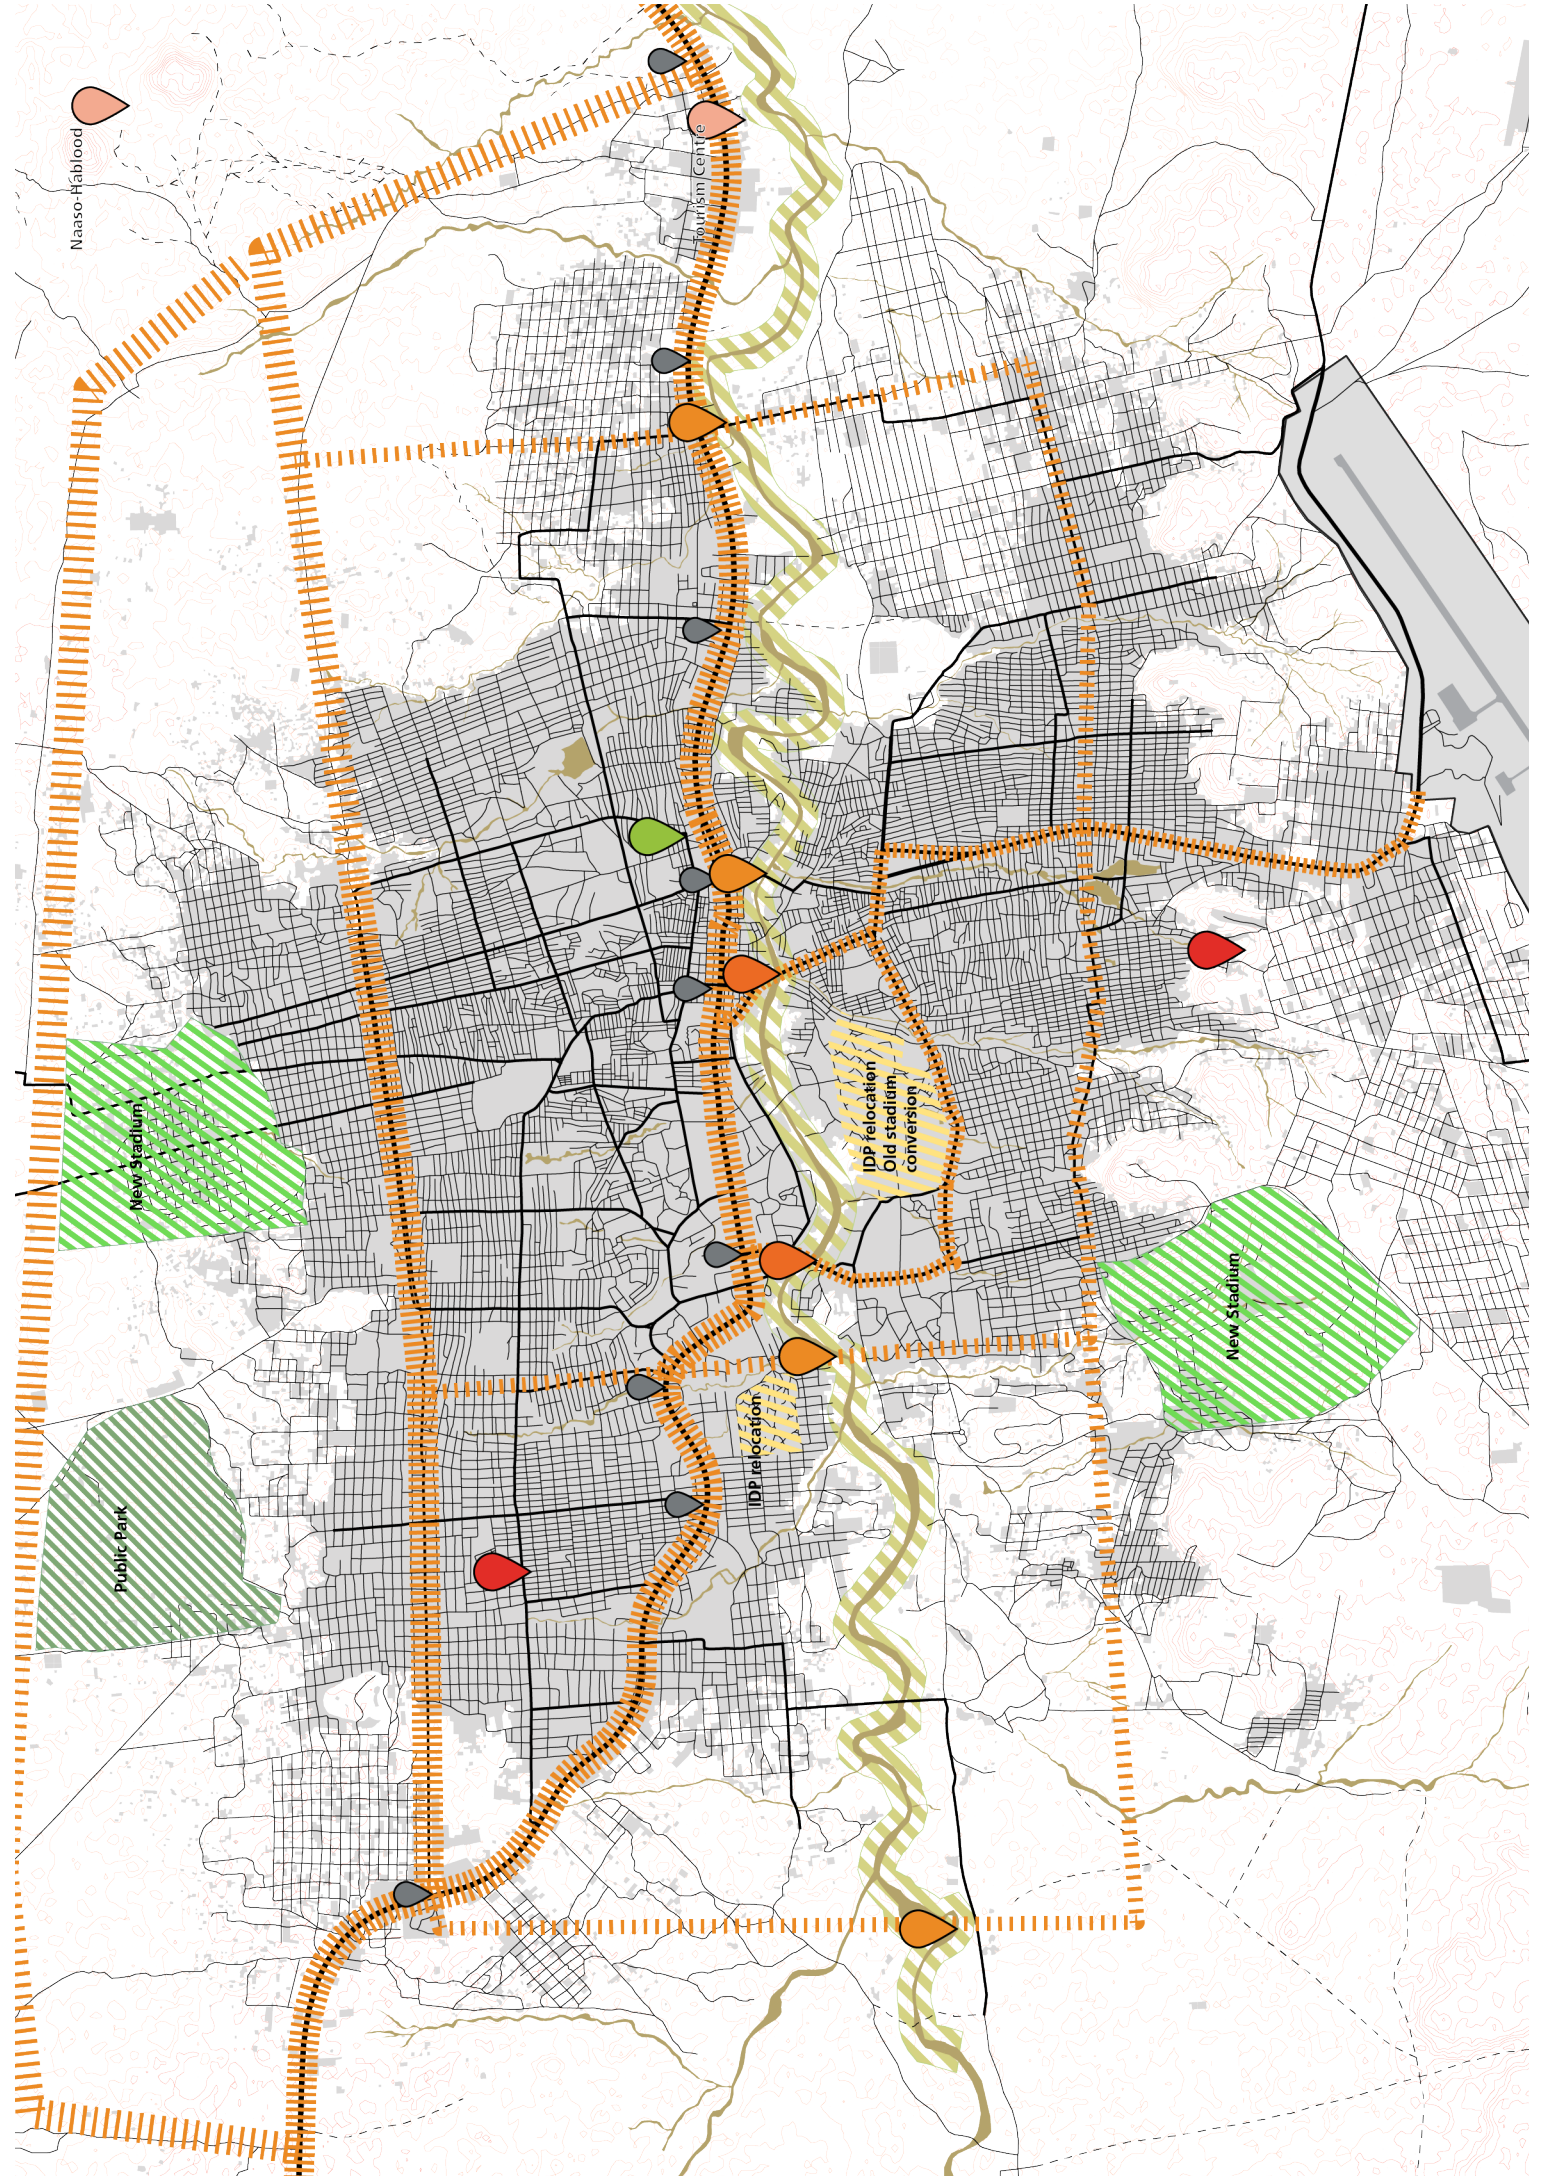 Naaso-Hablood
Tourism Centre
New Stadium
IDP relocation
Old stadium
conversion
New Stadium
IDP relocation
Public Park